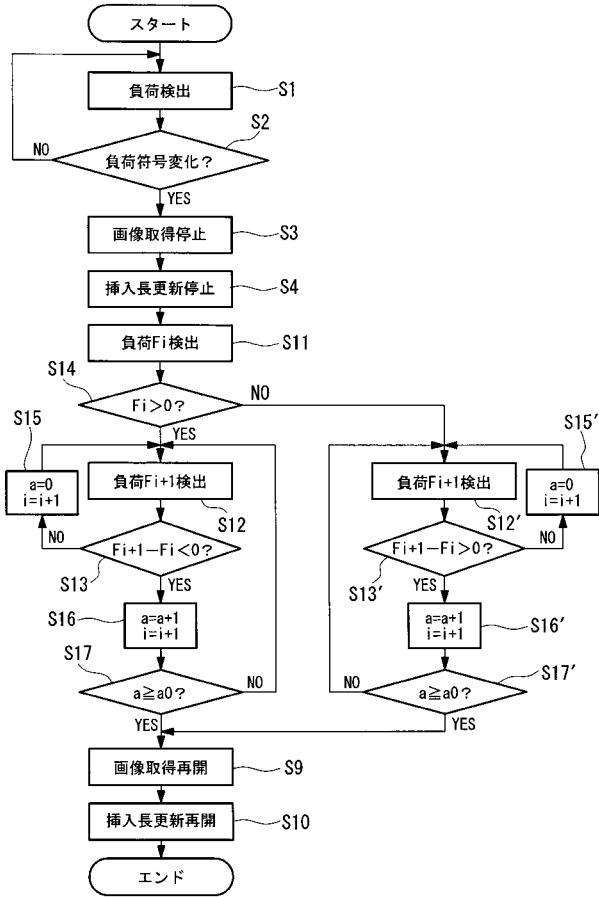 スタート
負荷検出
S1
S2
負荷符号変化？
NO
YES
画像取得停止
S3
挿入長更新停止
S4
負荷Fi検出
S11
S14
Fi>0？
NO
YES
S15
a=0
i=i+1
負荷Fi+1検出
S12
NO
Fi+1−Fi<0？
S13
YES
S16
a=a+1
i=i+1
S17
a≧a0？
NO
YES
S15′
a=0
i=i+1
負荷Fi+1検出
S12′
Fi+1−Fi>0？
NO
S13′
YES
a=a+1
i=i+1
S16′
S17′
a≧a0？
NO
YES
画像取得再開
S9
挿入長更新再開
S10
エンド